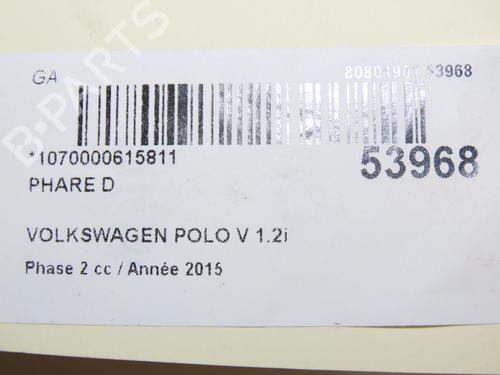 GA
80801901 53968
*1070000615811
53968
PHARE D
VOLKSWAGEN POLO V 1.2i
Phase 2 cc / Année 2015
B-PARTS